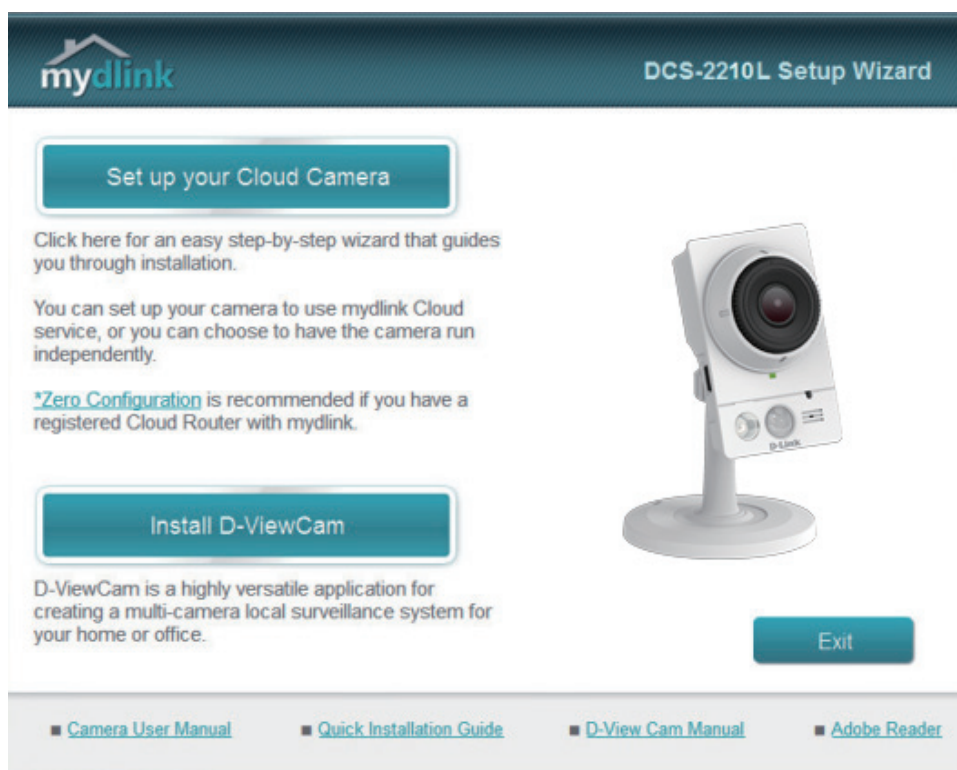 mydlink
DCS-2210L Setup Wizard
Set up your Cloud Camera
Click here for an easy step-by-step wizard that guides
you through installation.
You can set up your camera to use mydlink Cloud
service, or you can choose to have the camera run
independently.
*Zero Configuration is recommended if you have a
registered Cloud Router with mydlink.
D-Link
Install D-ViewCam
D-ViewCam is a highly versatile application for
creating a multi-camera local surveillance system for
your home or office.
Exit
Camera User Manual
Quick Installation Guide
D-View Cam Manual
Adobe Reader